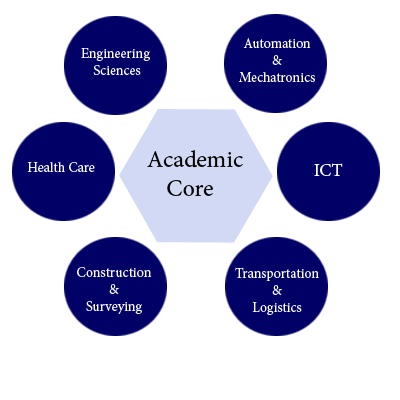 Engineering
Sciences
Automation
&
Mechatronics
Health Care
Academic
Core
ICT
Construction
&
Surveying
Transportation
&
Logistics